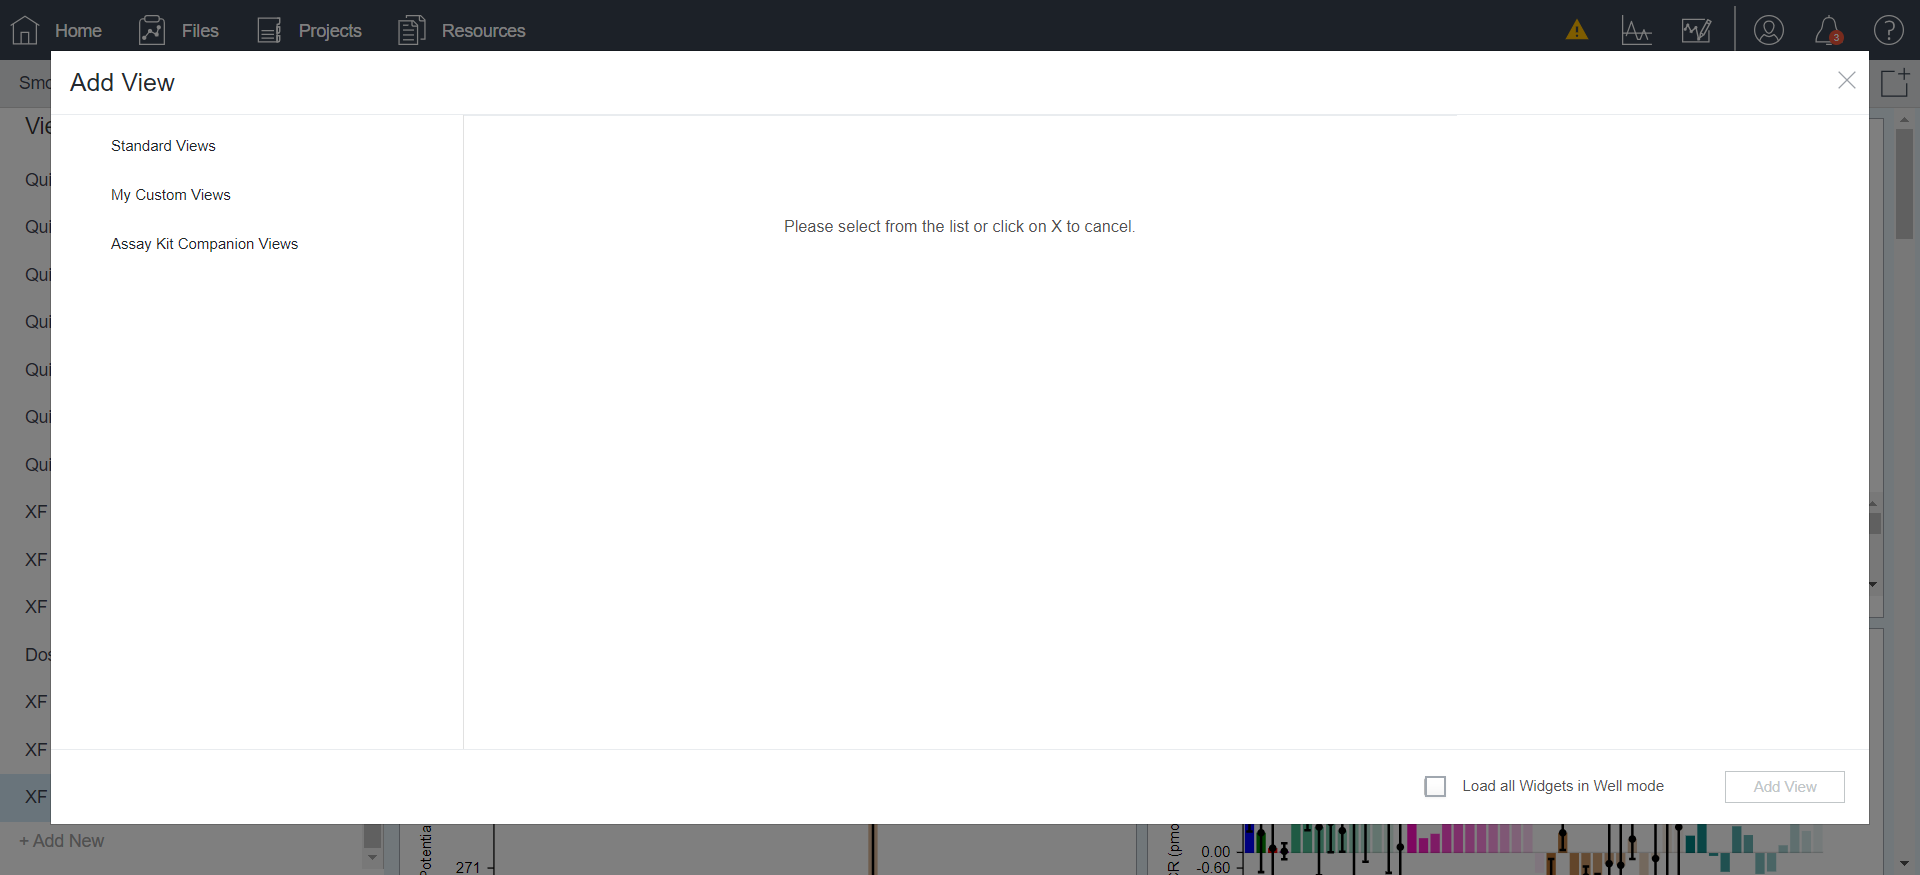 Home Files Projects Resources
3
Smo
Add View
Vie
Standard Views
My Custom Views
Assay Kit Companion Views
Please select from the list or click on X to cancel.
Qui
Qui
Qui
Qui
Qui
Qui
Qui
XF
XF
XF
Dos
XF
XF
XF
Load all Widgets in Well mode
Add View
+ Add New
Potentia
271
CR (pmo
0.00
-0.60